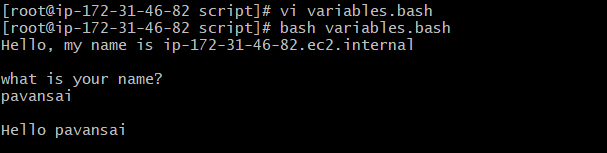 [root@ip-172-31-46-82 script]# vi variables.bash
[root@ip-172-31-46-82 script]# bash variables.bash
Hello, my name is ip-172-31-46-82.ec2.internal
what is your name?
pavansai
Hello pavansai